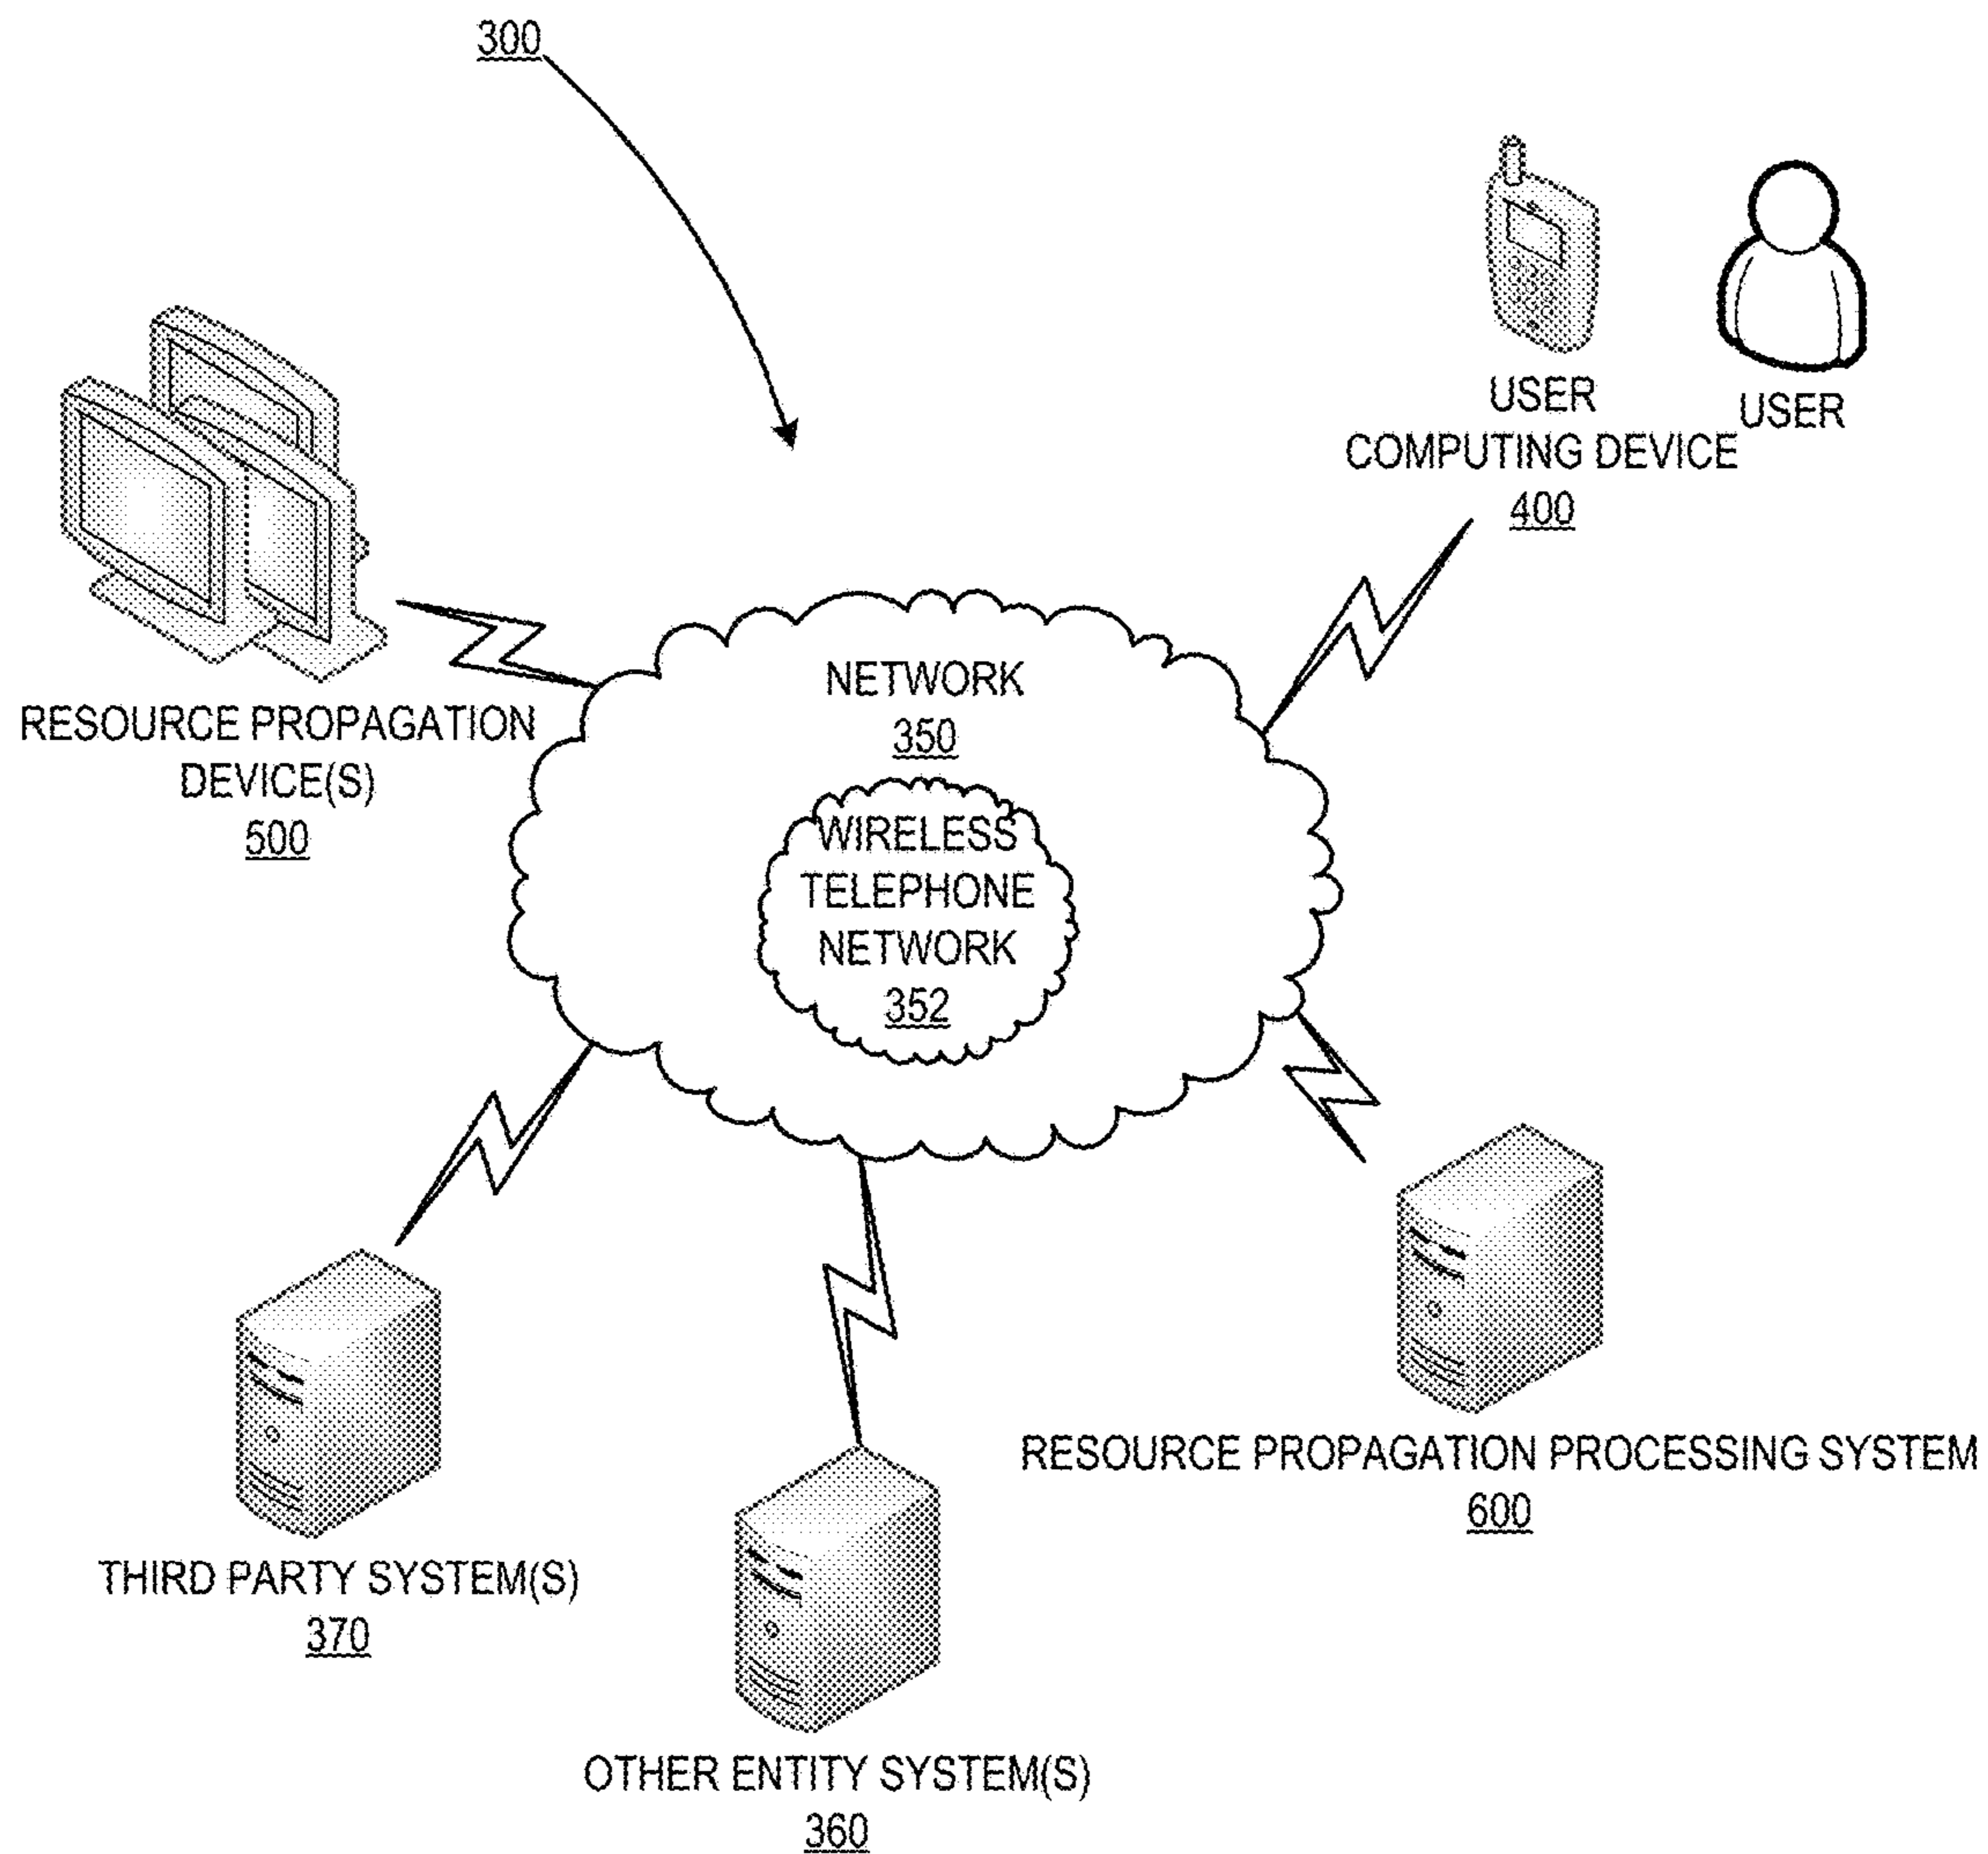 300
USER
COMPUTING DEVICE
400
USER
RESOURCE PROPAGATION
DEVICE(S)
500
NETWORK
350
WIRELESS
TELEPHONE
NETWORK
352
RESOURCE PROPAGATION PROCESSING SYSTEM
600
THIRD PARTY SYSTEM(S)
370
OTHER ENTITY SYSTEM(S)
360